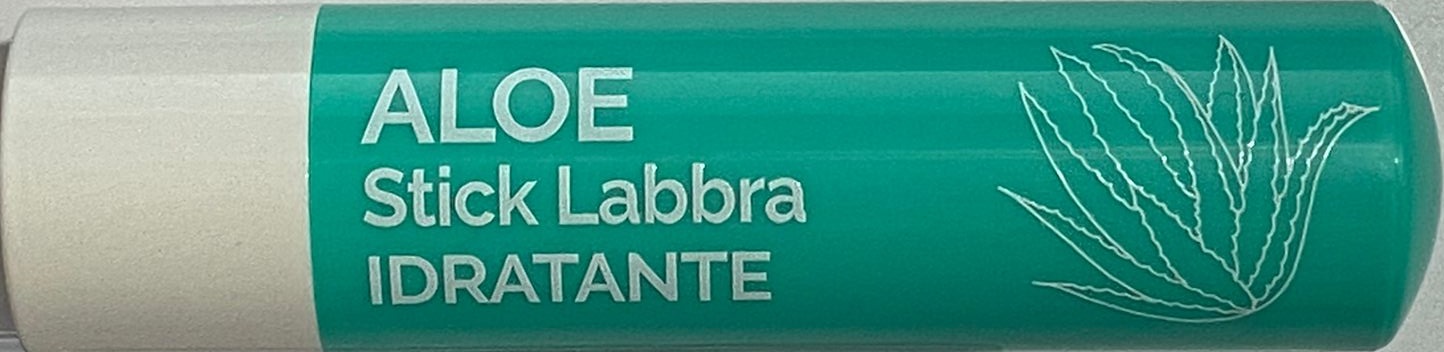 ALOE
Stick Labbra
IDRATANTE